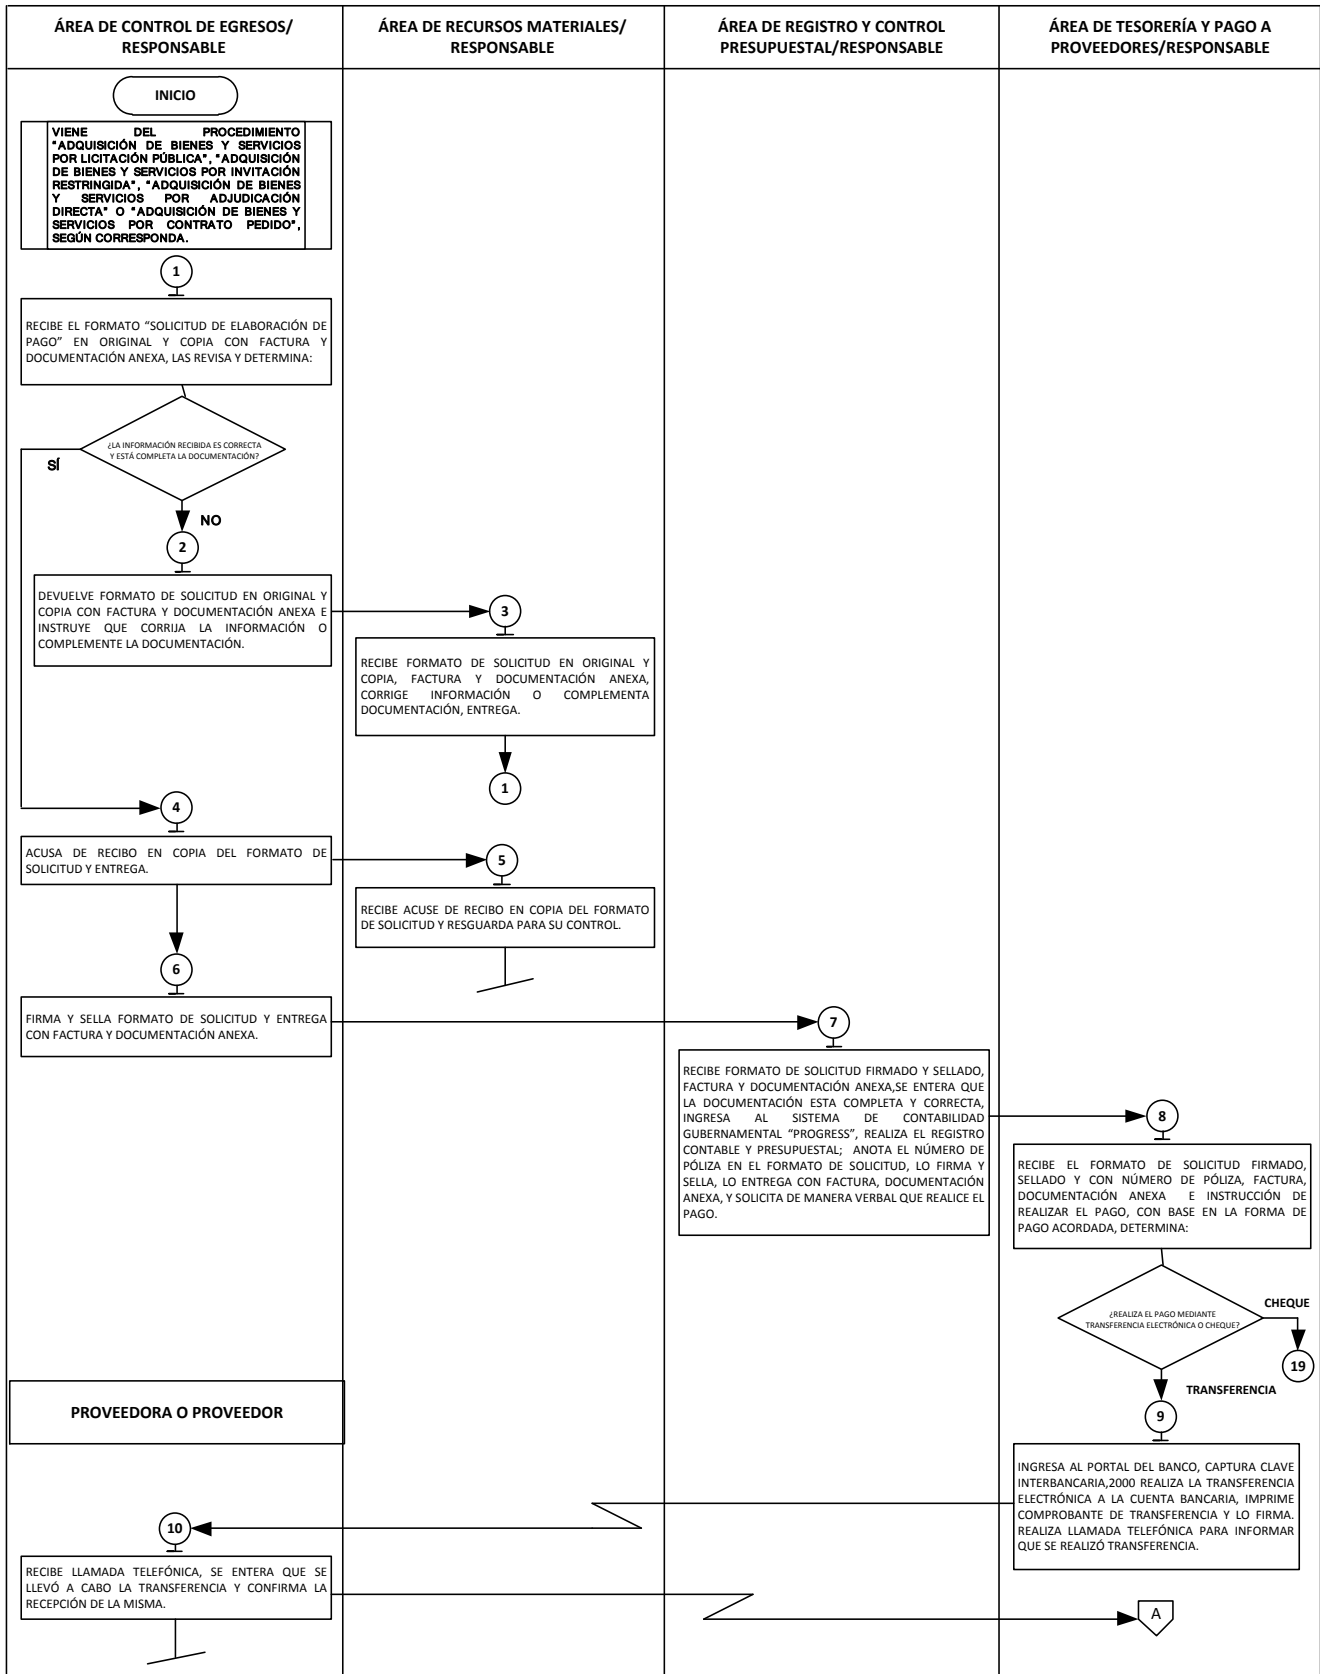 ÁREA DE CONTROL DE EGRESOS/
RESPONSABLE
ÁREA DE RECURSOS MATERIALES/
RESPONSABLE
ÁREA DE REGISTRO Y CONTROL
PRESUPUESTAL/RESPONSABLE
ÁREA DE TESORERÍA Y PAGO A
PROVEEDORES/RESPONSABLE
INICIO
VIENE DEL PROCEDIMIENTO
"ADQUISICIÓN DE BIENES Y SERVICIOS
POR LICITACIÓN PÚBLICA", "ADQUISICIÓN
DE BIENES Y SERVICIOS POR INVITACIÓN
RESTRINGIDA", "ADQUISICIÓN DE BIENES
Y SERVICIOS POR ADJUDICACIÓN
DIRECTA" O "ADQUISICIÓN DE BIENES Y
SERVICIOS POR CONTRATO PEDIDO",
SEGÚN CORRESPONDA.
1
RECIBE EL FORMATO “SOLICITUD DE ELABORACIÓN DE
PAGO” EN ORIGINAL Y COPIA CON FACTURA Y
DOCUMENTACIÓN ANEXA, LAS REVISA Y DETERMINA:
¿LA INFORMACIÓN RECIBIDA ES CORRECTA
Y ESTÁ COMPLETA LA DOCUMENTACIÓN?
SÍ
NO
2
DEVUELVE FORMATO DE SOLICITUD EN ORIGINAL Y
COPIA CON FACTURA Y DOCUMENTACIÓN ANEXA E
INSTRUYE QUE CORRIJA LA INFORMACIÓN O
COMPLEMENTE LA DOCUMENTACIÓN.
3
RECIBE FORMATO DE SOLICITUD EN ORIGINAL Y
COPIA, FACTURA Y DOCUMENTACIÓN ANEXA,
CORRIGE INFORMACIÓN O COMPLEMENTA
DOCUMENTACIÓN, ENTREGA.
1
4
ACUSA DE RECIBO EN COPIA DEL FORMATO DE
SOLICITUD Y ENTREGA.
5
RECIBE ACUSE DE RECIBO EN COPIA DEL FORMATO
DE SOLICITUD Y RESGUARDA PARA SU CONTROL.
6
FIRMA Y SELLA FORMATO DE SOLICITUD Y ENTREGA
CON FACTURA Y DOCUMENTACIÓN ANEXA.
7
RECIBE FORMATO DE SOLICITUD FIRMADO Y SELLADO,
FACTURA Y DOCUMENTACIÓN ANEXA,SE ENTERA QUE
LA DOCUMENTACIÓN ESTA COMPLETA Y CORRECTA,
INGRESA AL SISTEMA DE CONTABILIDAD
GUBERNAMENTAL “PROGRESS”, REALIZA EL REGISTRO
CONTABLE Y PRESUPUESTAL; ANOTA EL NÚMERO DE
PÓLIZA EN EL FORMATO DE SOLICITUD, LO FIRMA Y
SELLA, LO ENTREGA CON FACTURA, DOCUMENTACIÓN
ANEXA, Y SOLICITA DE MANERA VERBAL QUE REALICE EL
PAGO.
8
RECIBE EL FORMATO DE SOLICITUD FIRMADO,
SELLADO Y CON NÚMERO DE PÓLIZA, FACTURA,
DOCUMENTACIÓN ANEXA E INSTRUCCIÓN DE
REALIZAR EL PAGO, CON BASE EN LA FORMA DE
PAGO ACORDADA, DETERMINA:
¿REALIZA EL PAGO MEDIANTE
TRANSFERENCIA ELECTRÓNICA O CHEQUE?
CHEQUE
19
TRANSFERENCIA
9
INGRESA AL PORTAL DEL BANCO, CAPTURA CLAVE
INTERBANCARIA,2000 REALIZA LA TRANSFERENCIA
ELECTRÓNICA A LA CUENTA BANCARIA, IMPRIME
COMPROBANTE DE TRANSFERENCIA Y LO FIRMA.
REALIZA LLAMADA TELEFÓNICA PARA INFORMAR
QUE SE REALIZÓ TRANSFERENCIA.
PROVEEDORA O PROVEEDOR
10
RECIBE LLAMADA TELEFÓNICA, SE ENTERA QUE SE
LLEVÓ A CABO LA TRANSFERENCIA Y CONFIRMA LA
RECEPCIÓN DE LA MISMA.
A